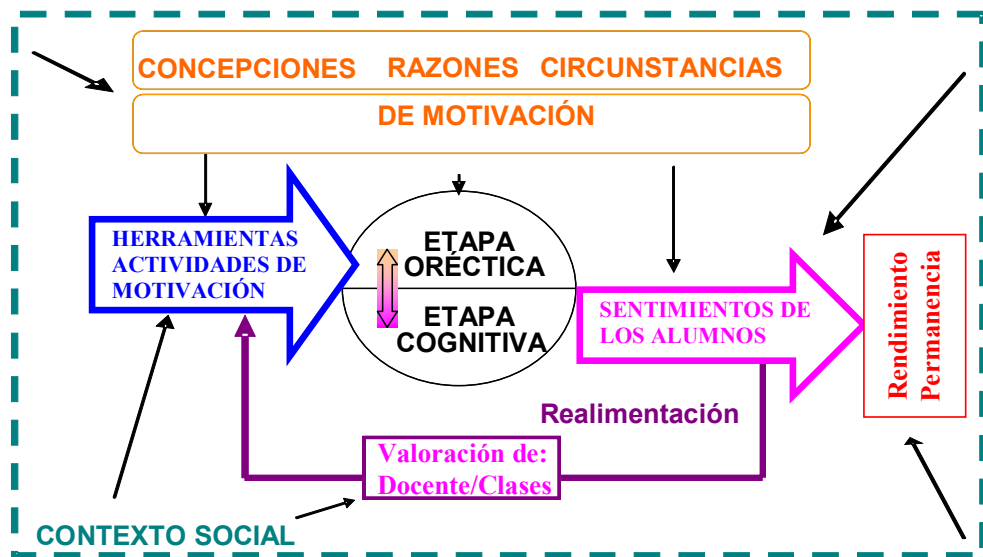 CONCEPCIONES RAZONES CIRCUNSTANCIAS
DE MOTIVACIÓN
HERRAMIENTAS
ACTIVIDADES DE
MOTIVACIÓN
ETAPA
ORÉCTICA
ETAPA
COGNITIVA
SENTIMIENTOS DE
LOS ALUMNOS
Rendimiento
Permanencia
Realimentación
Valoración de:
Docente/Clases
CONTEXTO SOCIAL